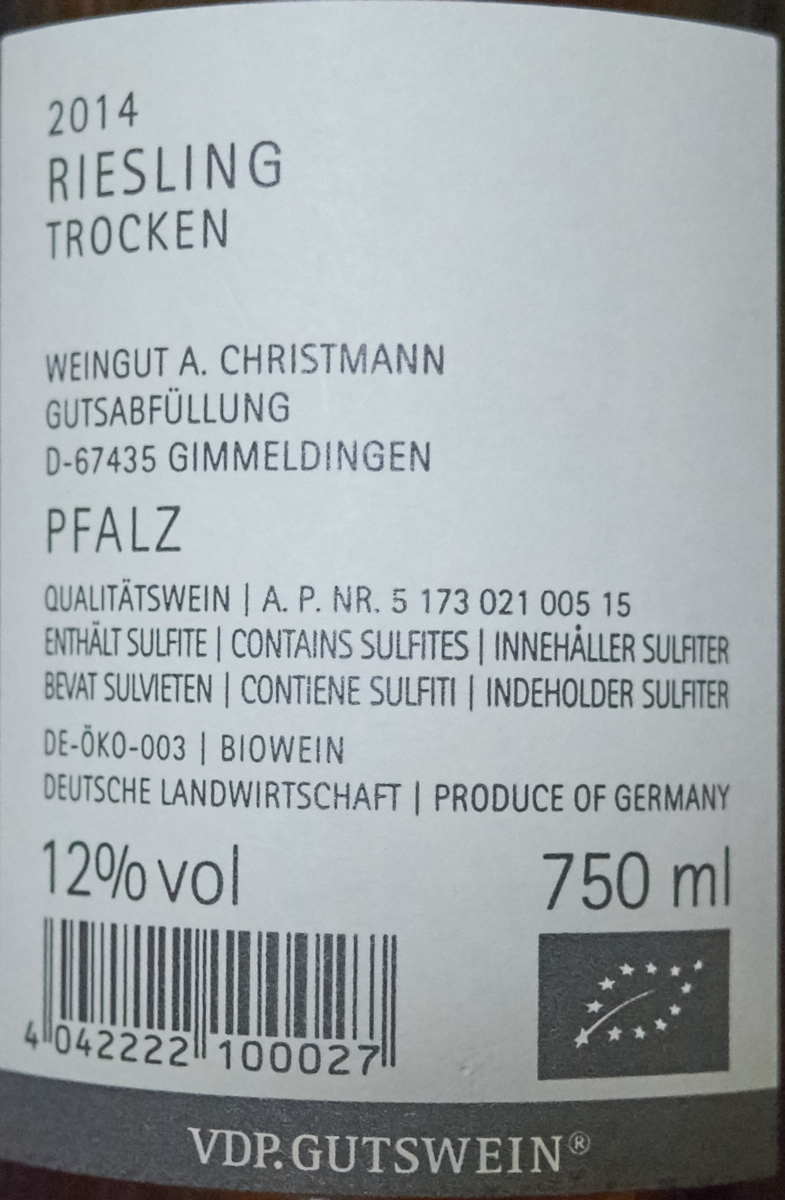 2014
RIESLING
TROCKEN
WEINGUT A. CHRISTMANN
GUTSABFÜLLUNG
D-67435 GIMMELDINGEN
PFALZ
QUALITÄTSWEIN | A. P. NR. 5 173 021 005 15
ENTHÄLT SULFITE | CONTAINS SULFITES | INNEHÅLLER SULFITER
BEVAT SULVIETEN | CONTIENE SULFITI | INDEHOLDER SULFITER
DE-ÖKO-003 | BIOWEIN
DEUTSCHE LANDWIRTSCHAFT | PRODUCE OF GERMANY
12% vol 750 ml
4 042222 100027
VDP.GUTSWEIN®